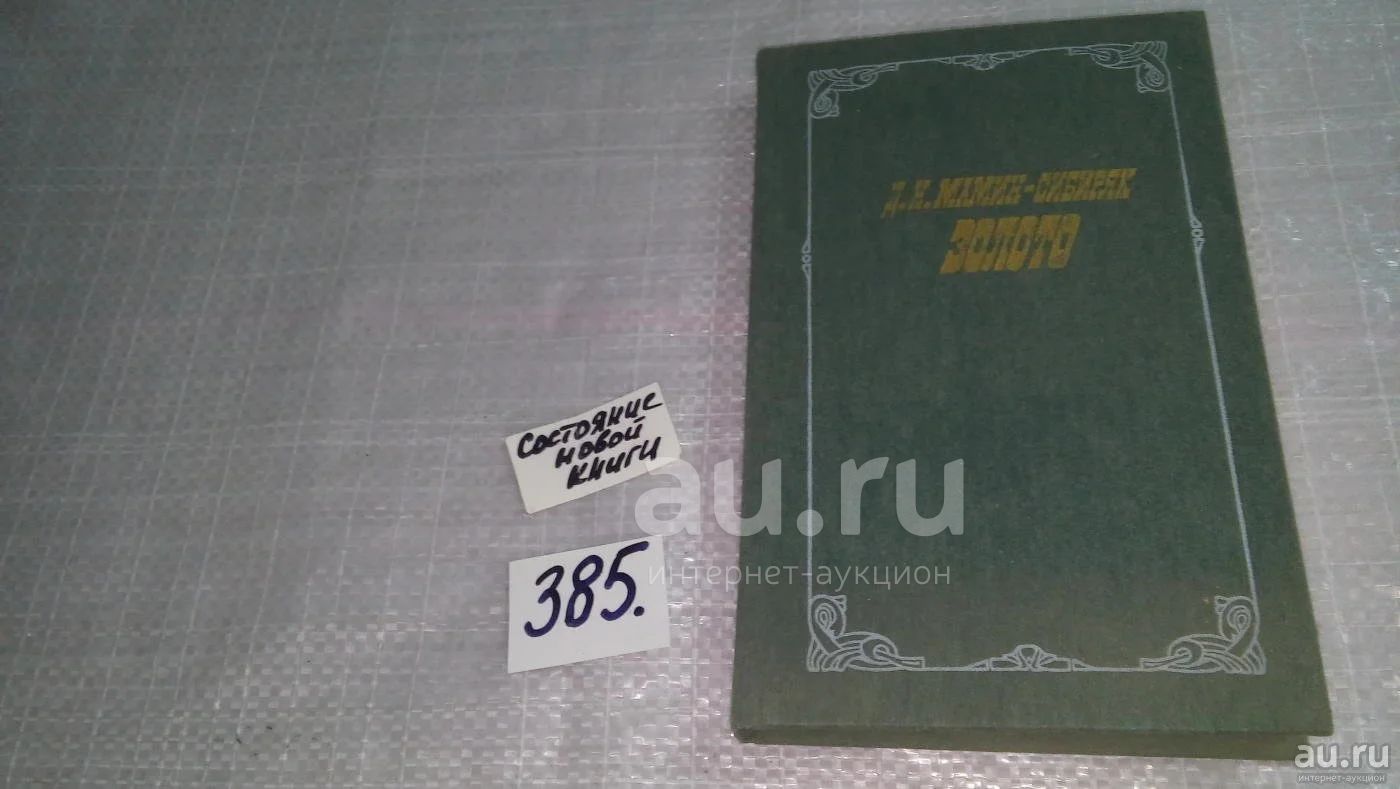 Д.Н. МАМИН-СИБИРЯК
ЗОЛОТО
Состояние
новой
книги
385.
au.ru
интернет-аукцион
au.ru
интернет-аукцион